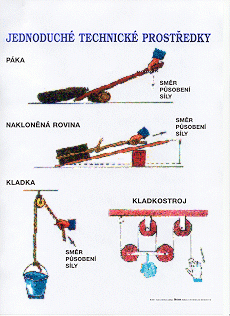 JEDNODUCHÉ TECHNICKÉ PROSTŘEDKY
PÁKA
SMĚR
PŮSOBENÍ
SÍLY
NAKLONĚNÁ ROVINA
SMĚR
PŮSOBENÍ
SÍLY
KLADKA
KLADKOSTROJ
SMĚR
PŮSOBENÍ
SÍLY